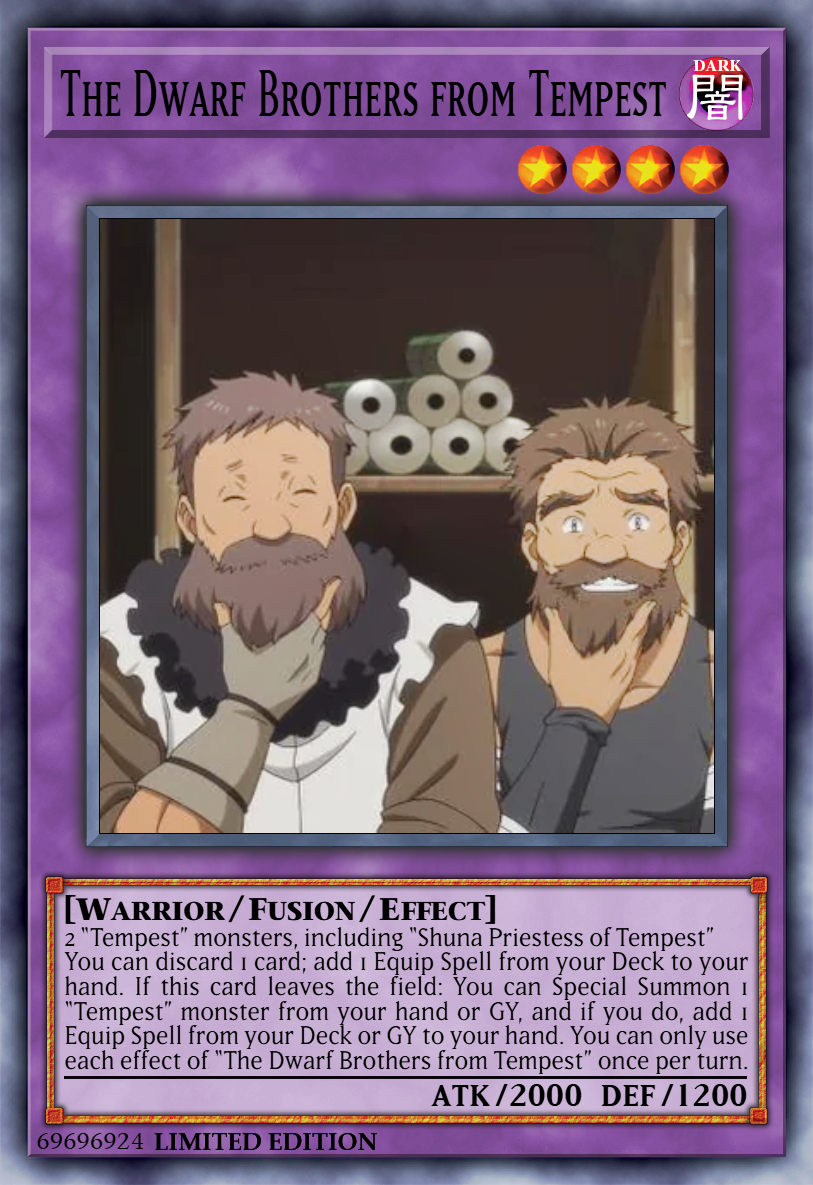 The Dwarf Brothers from Tempest
DARK
闇
[Warrior/Fusion/Effect]
2 "Tempest" monsters, including "Shuna Priestess of Tempest"
You can discard 1 card; add 1 Equip Spell from your Deck to your
hand. If this card leaves the field: You can Special Summon 1
"Tempest" monster from your hand or GY, and if you do, add 1
Equip Spell from your Deck or GY to your hand. You can only use
each effect of "The Dwarf Brothers from Tempest" once per turn.
ATK/2000 DEF/1200
69696924 LIMITED EDITION